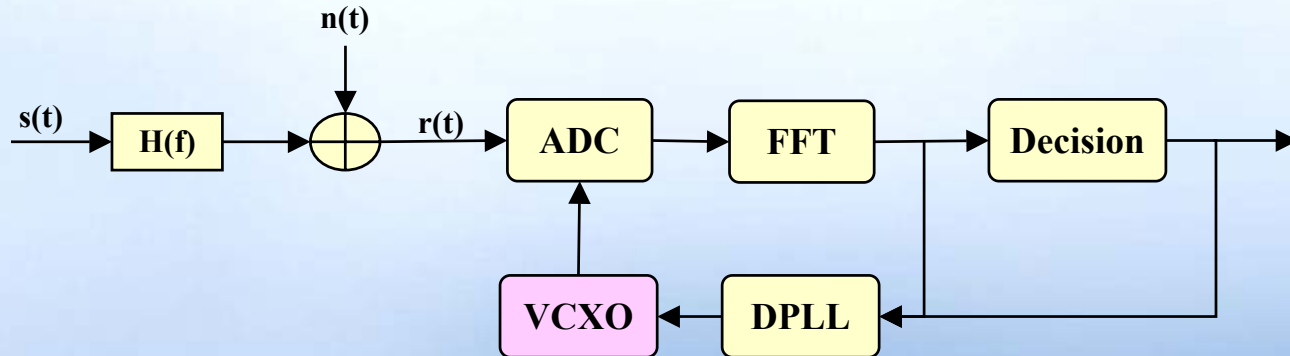 n(t)
s(t)
H(f)
r(t)
ADC
FFT
Decision
VCXO
DPLL